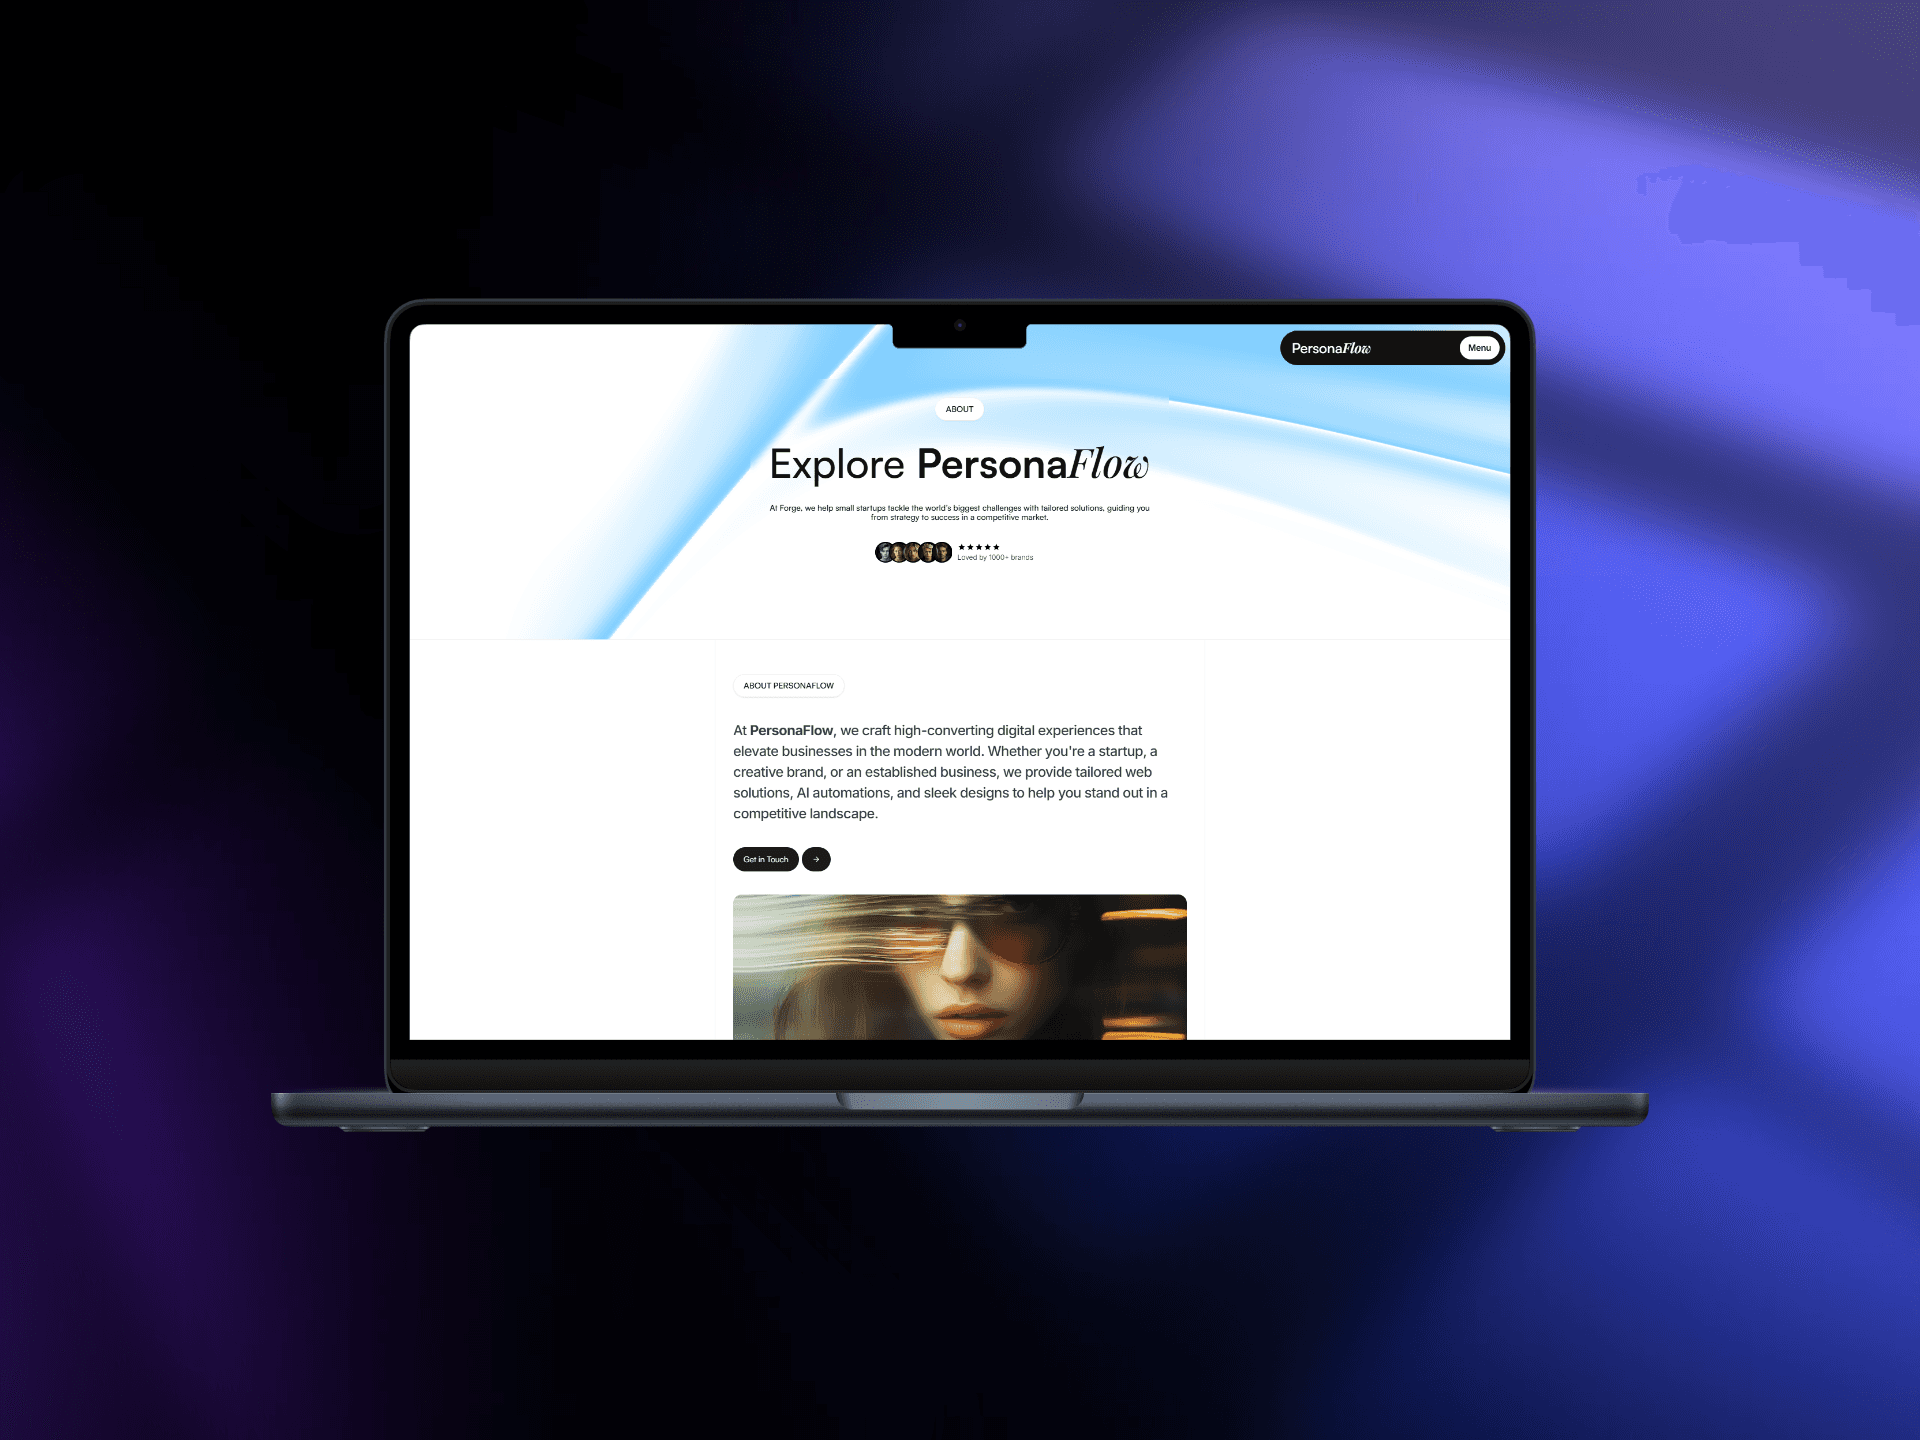 PersonaFlow
Menu
ABOUT
Explore PersonaFlow
At Forge, we help small startups tackle the world's biggest challenges with tailored solutions, guiding you
from strategy to success in a competitive market.
Loved by 1000+ brands
ABOUT PERSONAFLOW
At PersonaFlow, we craft high-converting digital experiences that
elevate businesses in the modern world. Whether you're a startup, a
creative brand, or an established business, we provide tailored web
solutions, AI automations, and sleek designs to help you stand out in a
competitive landscape.
Get in Touch